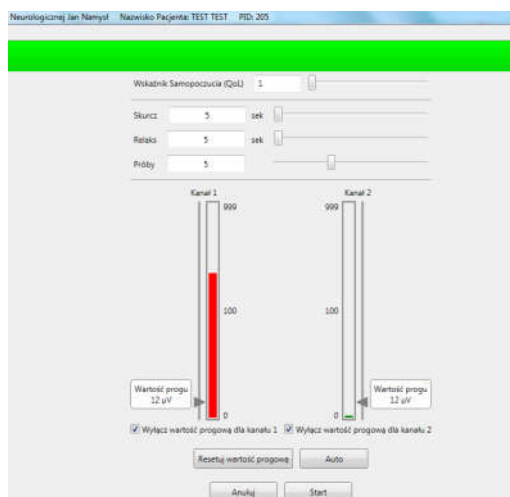 Neurologicznej Jan Namysł Nazwisko Pacjenta: TEST TEST PID: 205
Wskaźnik Samopoczucia (QoL) 1
Skurcz 5 sek
Relaks 5 sek
Próby 5
Kanał 1 Kanał 2
999 999
100 100
Wartość progu Wartość progu
12 µV 12 µV
0 0
Wyłącz wartość progową dla kanału 1 Wyłącz wartość progową dla kanału 2
Resetuj wartość progową Auto
Anuluj Start